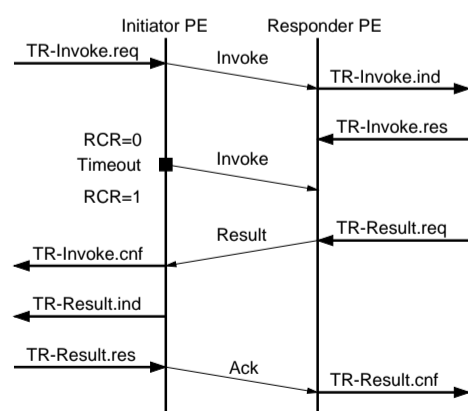 Initiator PE Responder PE
TR-Invoke.req
Invoke
TR-Invoke.ind
TR-Invoke.res
RCR=0
Timeout
Invoke
RCR=1
TR-Result.req
Result
TR-Invoke.cnf
TR-Result.ind
TR-Result.res
Ack
TR-Result.cnf